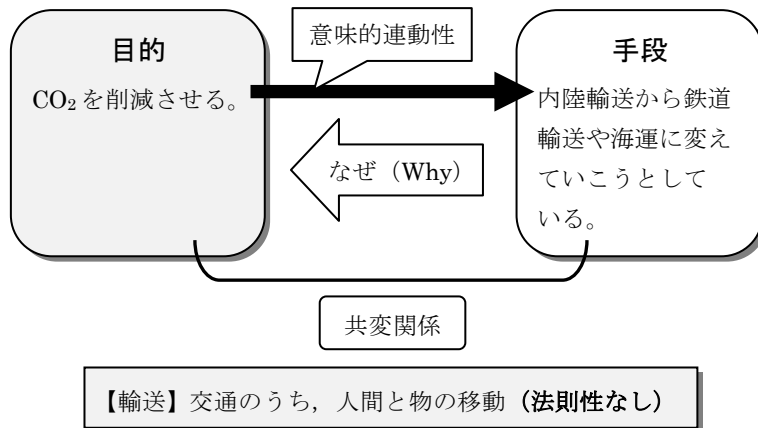 意味的連動性
目的
CO₂を削減させる。
手段
内陸輸送から鉄道
輸送や海運に変え
ていこうとして
いる。
なぜ（Why）
共変関係
【輸送】交通のうち，人間と物の移動（法則性なし）